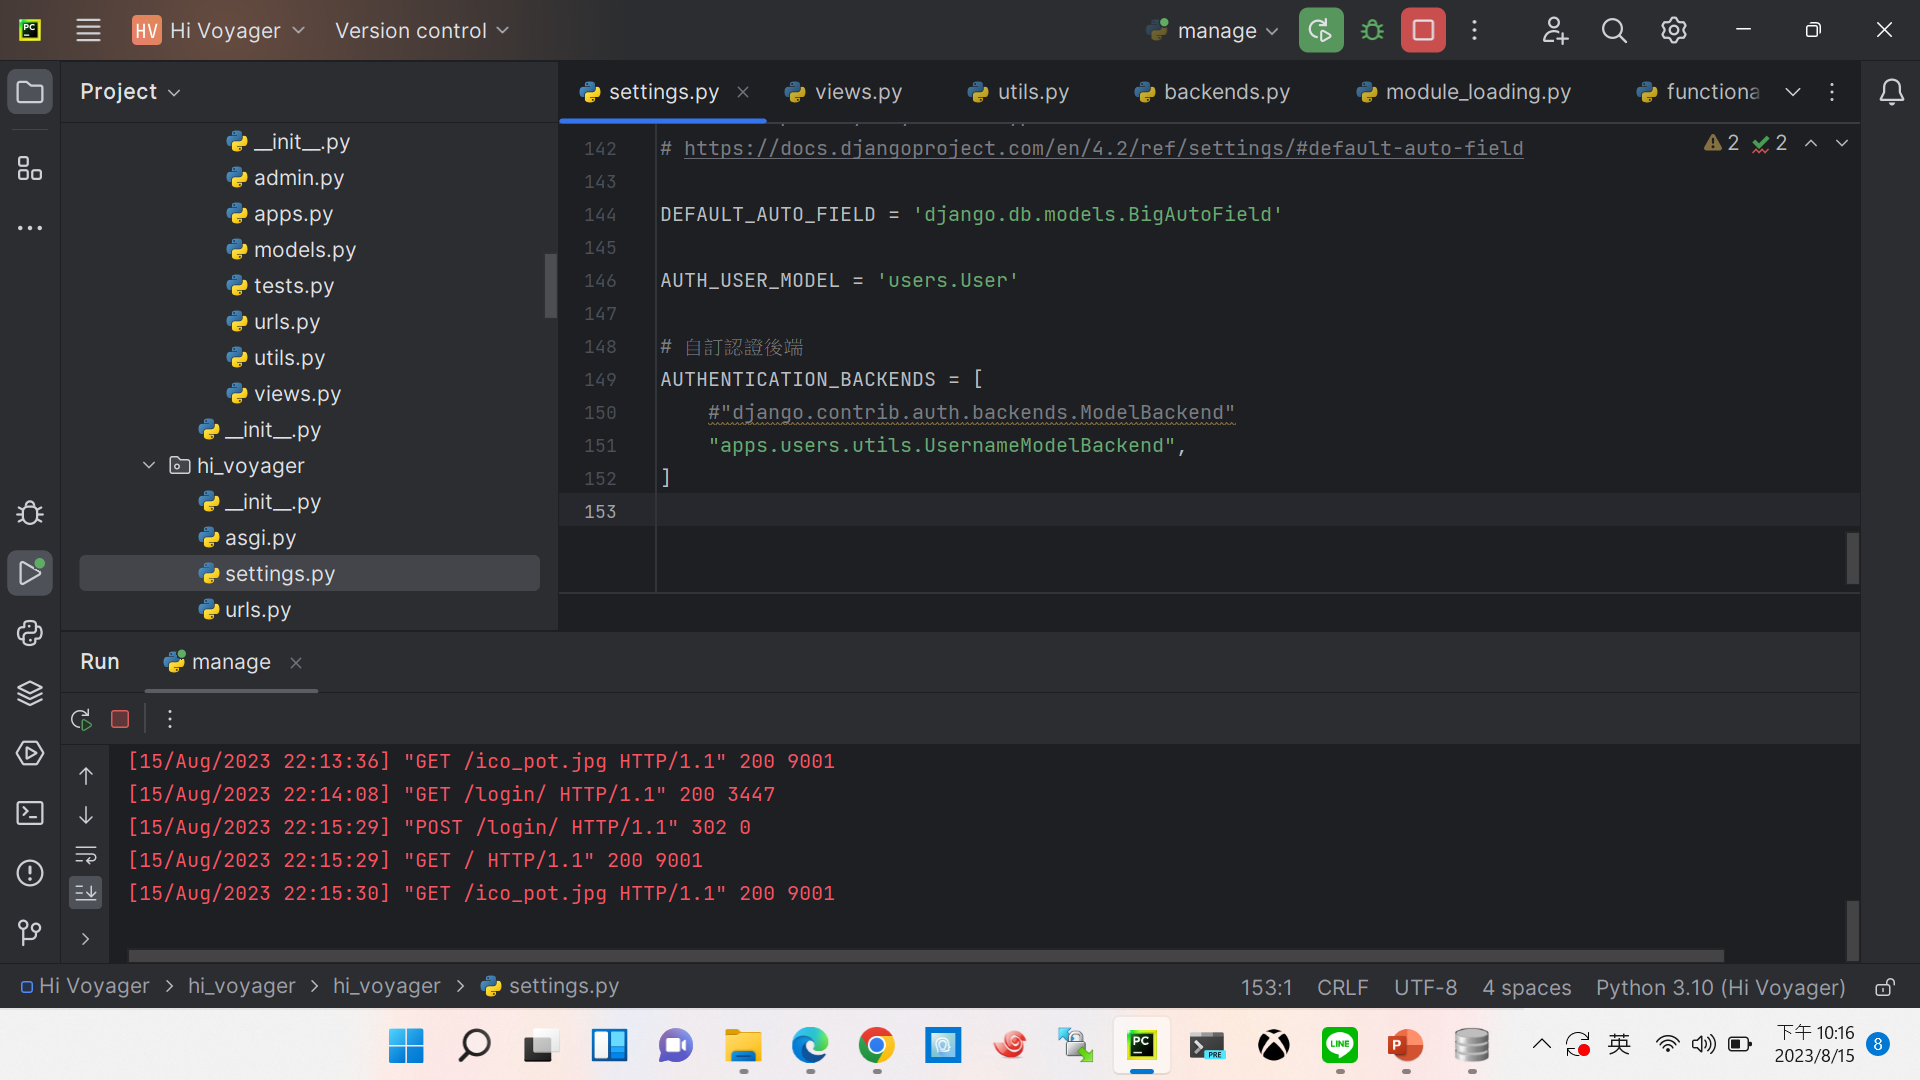 PC
HV Hi Voyager
Version control
manage
Project
settings.py
views.py
utils.py
backends.py
module_loading.py
functiona
__init__.py
admin.py
apps.py
models.py
tests.py
urls.py
utils.py
views.py
__init__.py
hi_voyager
__init__.py
asgi.py
settings.py
urls.py
2
2
142 # https://docs.djangoproject.com/en/4.2/ref/settings/#default-auto-field
143
144 DEFAULT_AUTO_FIELD = 'django.db.models.BigAutoField'
145
146 AUTH_USER_MODEL = 'users.User'
147
148 # 自訂認證後端
149 AUTHENTICATION_BACKENDS = [
150 #"django.contrib.auth.backends.ModelBackend"
151 "apps.users.utils.UsernameModelBackend",
152 ]
153
Run
manage
[15/Aug/2023 22:13:36] "GET /ico_pot.jpg HTTP/1.1" 200 9001
[15/Aug/2023 22:14:08] "GET /login/ HTTP/1.1" 200 3447
[15/Aug/2023 22:15:29] "POST /login/ HTTP/1.1" 302 0
[15/Aug/2023 22:15:29] "GET / HTTP/1.1" 200 9001
[15/Aug/2023 22:15:30] "GET /ico_pot.jpg HTTP/1.1" 200 9001
Hi Voyager > hi_voyager > hi_voyager > settings.py
153:1 CRLF UTF-8 4 spaces Python 3.10 (Hi Voyager)
PC
PRE
LINE
P
英
下午 10:16
2023/8/15
8